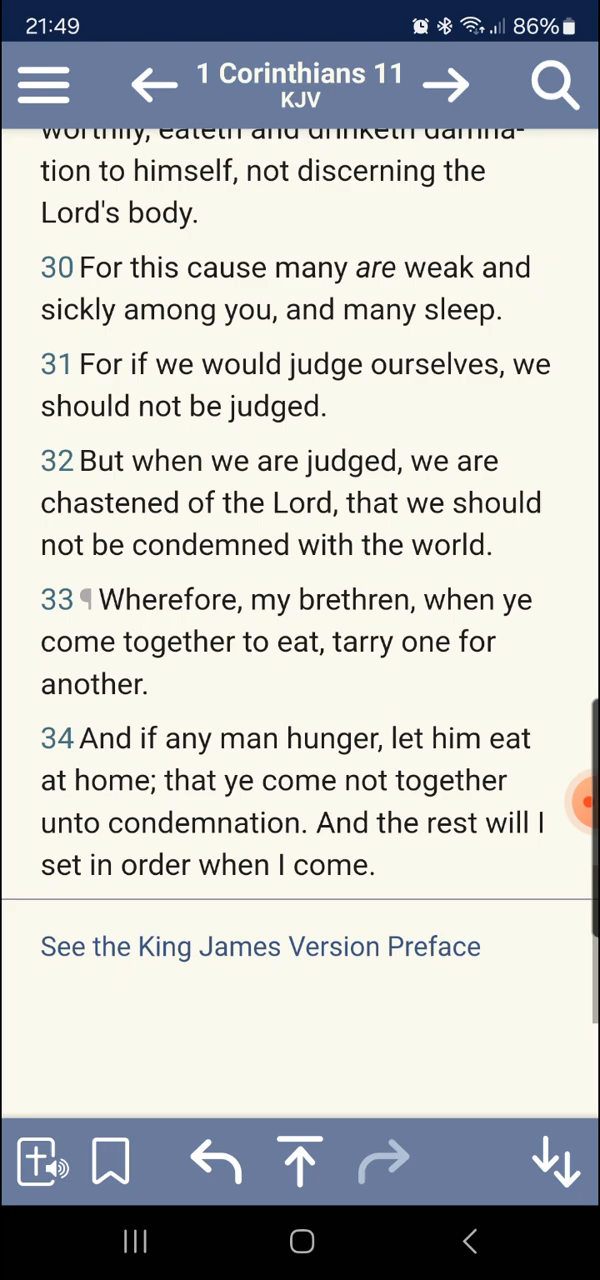 21:49 86%
1 Corinthians 11
KJV
worthily, eateth and drinketh damna-
tion to himself, not discerning the
Lord's body.
30 For this cause many are weak and
sickly among you, and many sleep.
31 For if we would judge ourselves, we
should not be judged.
32 But when we are judged, we are
chastened of the Lord, that we should
not be condemned with the world.
33 ¶ Wherefore, my brethren, when ye
come together to eat, tarry one for
another.
34 And if any man hunger, let him eat
at home; that ye come not together
unto condemnation. And the rest will I
set in order when I come.
See the King James Version Preface